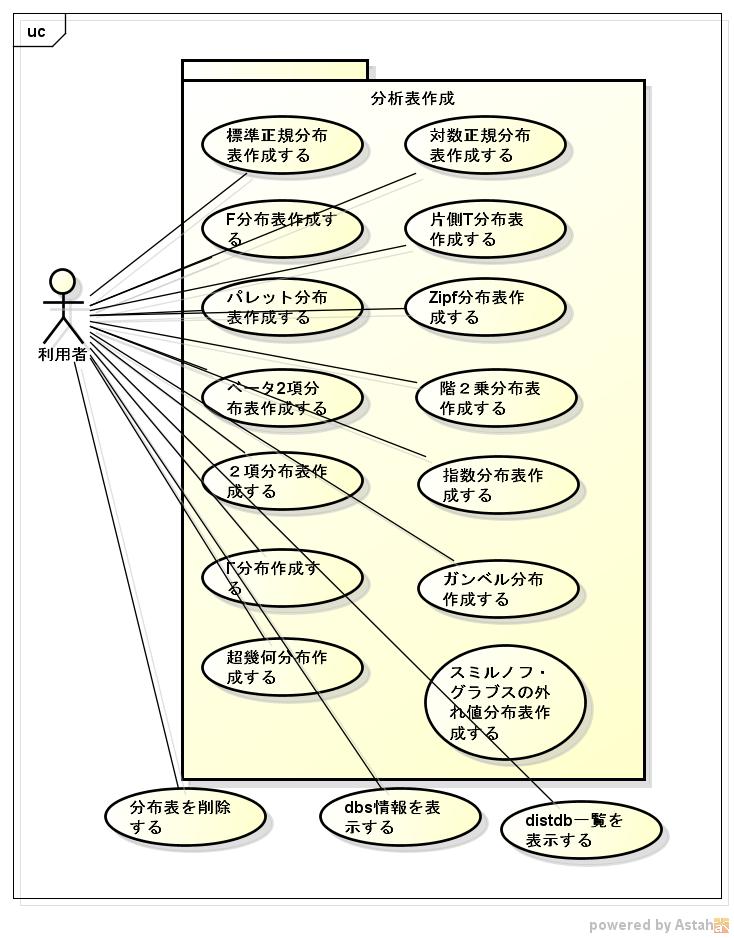 uc
分析表作成
標準正規分布
表作成する
対数正規分布
表作成する
F分布表作成す
る
片側T分布表
作成する
パレット分布
表作成する
Zipf分布表作
成する
ベータ2項分
布表作成する
階２乗分布表
作成する
２項分布表作
成する
指数分布表作
成する
Γ分布作成す
る
ガンベル分布
作成する
超幾何分布作
成する
スミルノフ・
グラブスの外
れ値分布表作
成する
利用者
分布表を削除
する
dbs情報を表
示する
distdb一覧を
表示する
powered by Astah